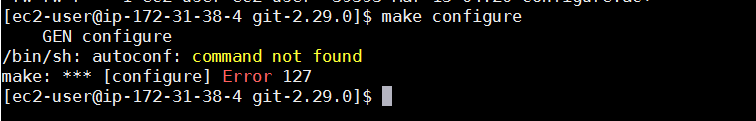 [ec2-user@ip-172-31-38-4 git-2.29.0]$ make configure
GEN configure
/bin/sh: autoconf: command not found
make: *** [configure] Error 127
[ec2-user@ip-172-31-38-4 git-2.29.0]$